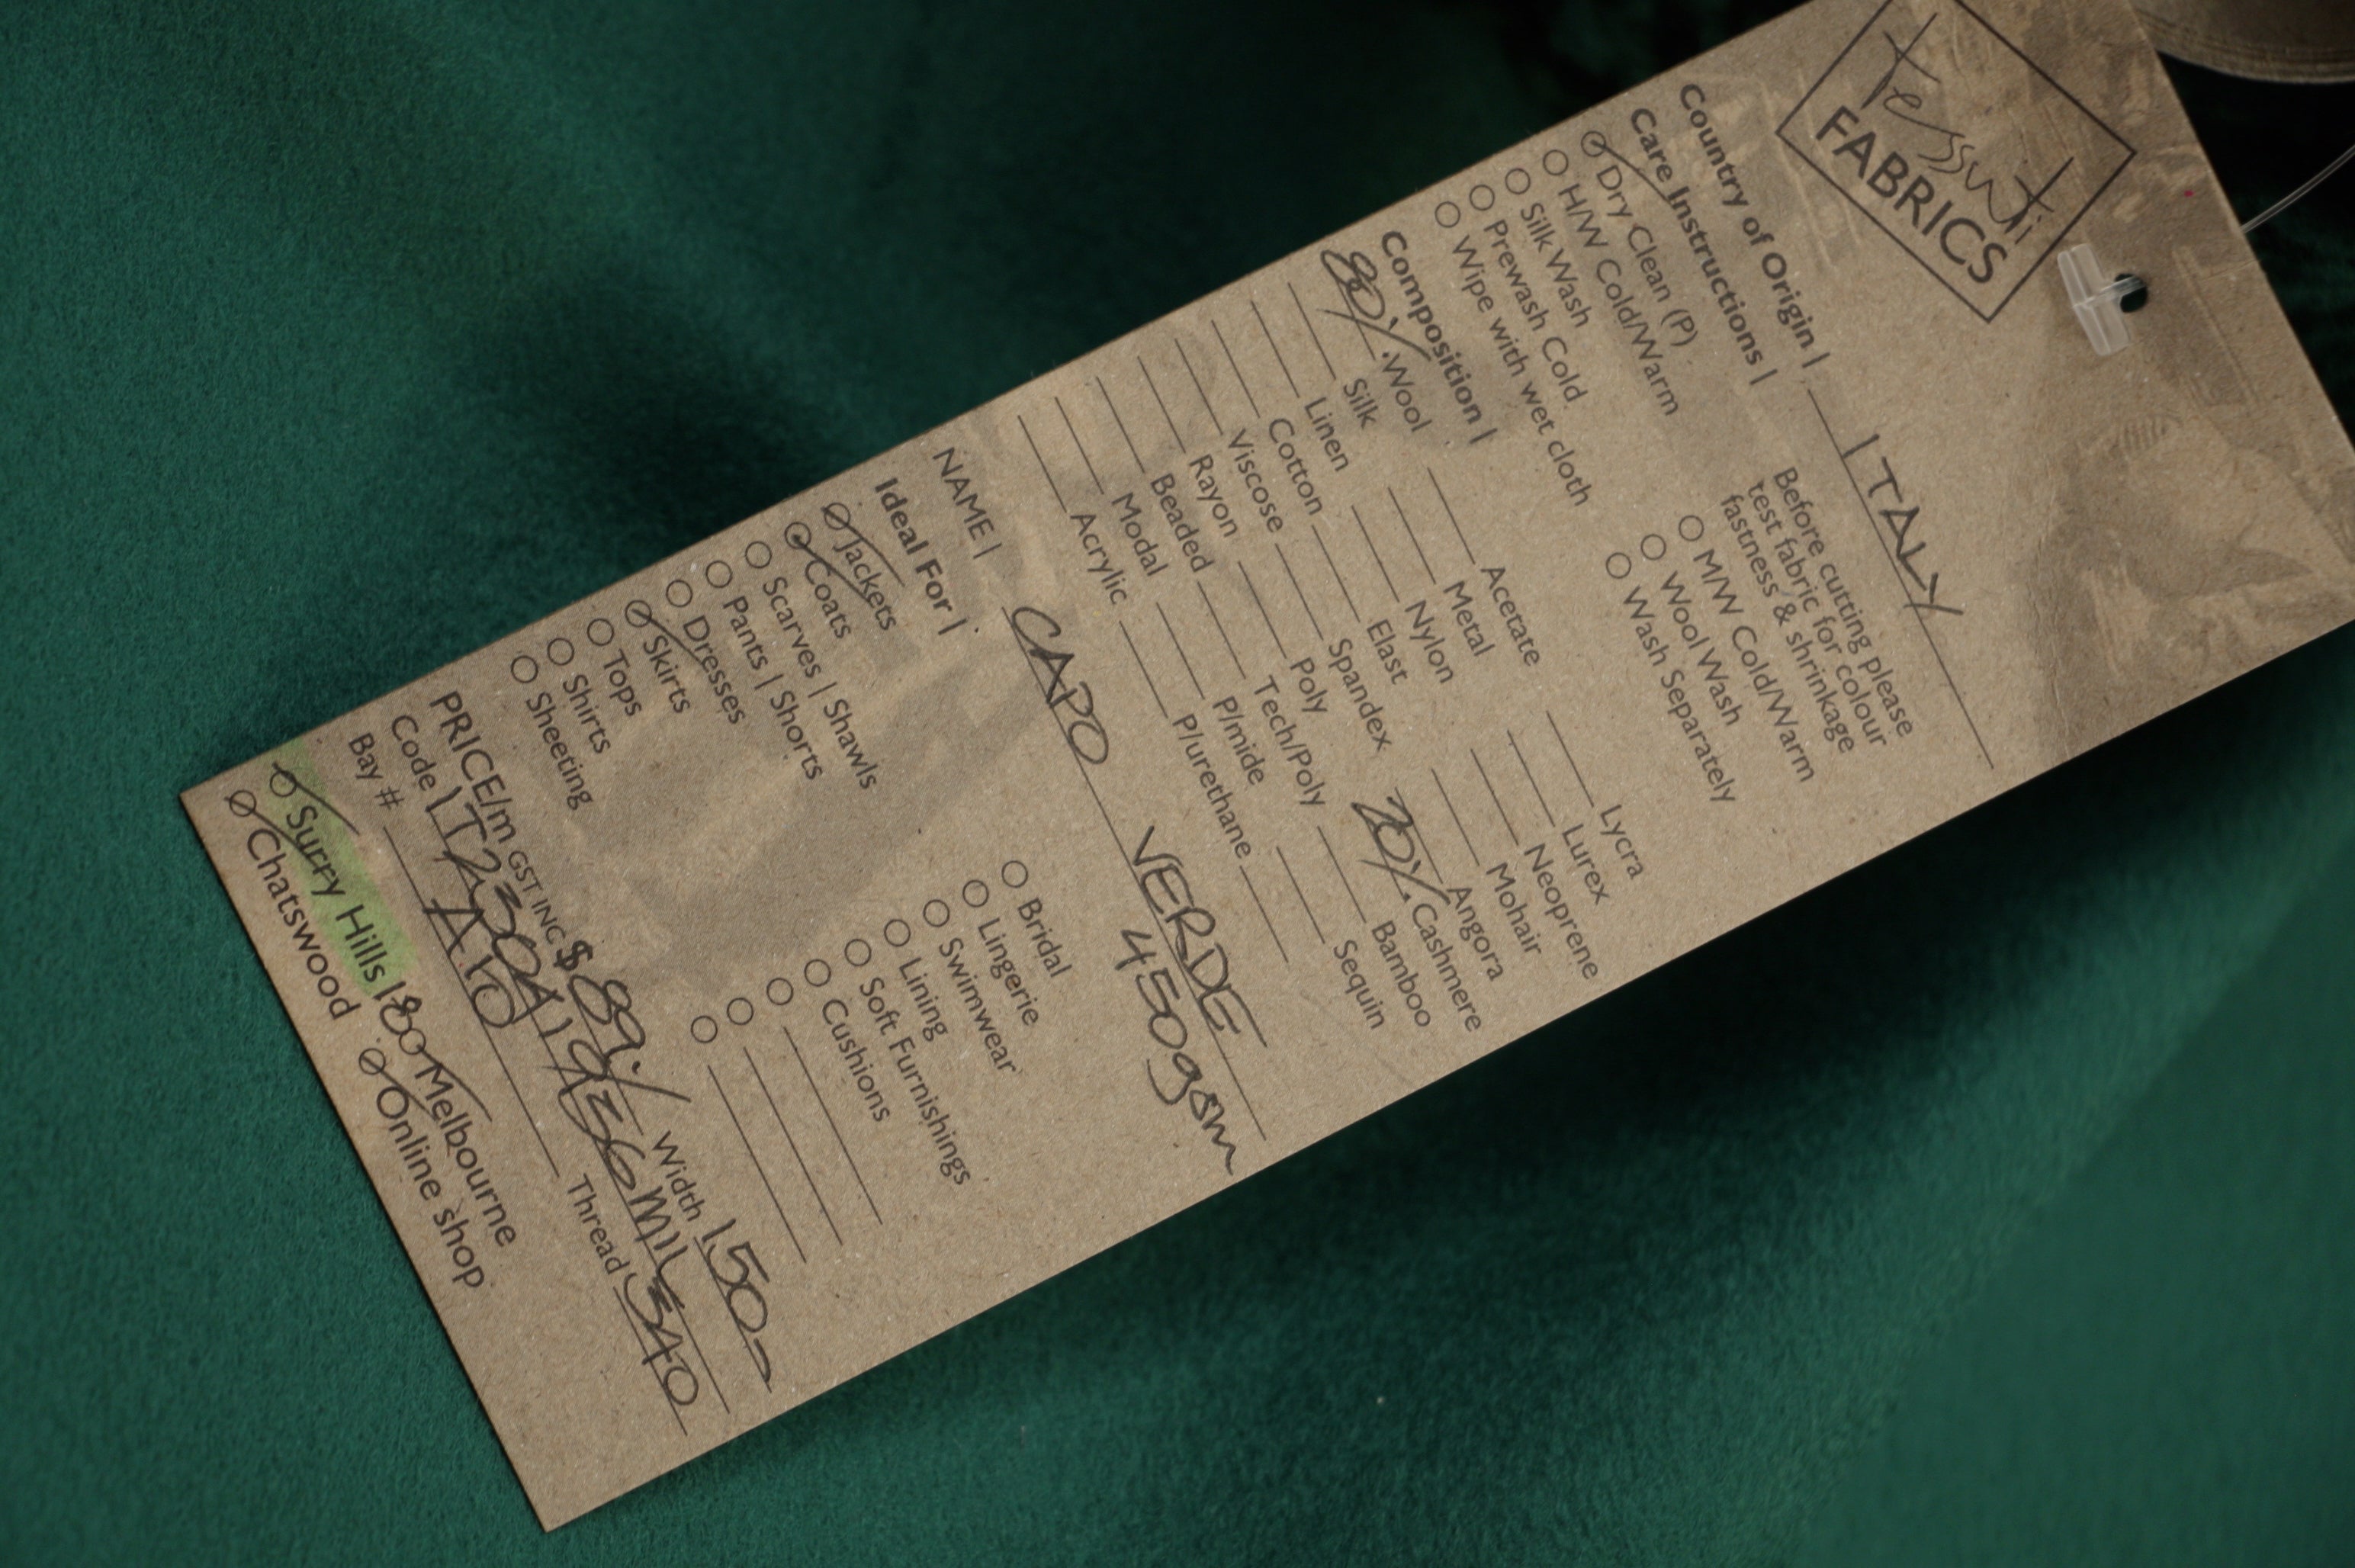 tessuti
FABRICS
Country of Origin | ITALY
Care Instructions |
Before cutting please
test fabric for colour
fastness & shrinkage
Dry Clean (P)
H/W Cold/Warm
Silk Wash
Prewash Cold
Wipe with wet cloth
M/W Cold/Warm
Wool Wash
Wash Separately
Composition |
80% Wool
Silk
Linen
Cotton
Viscose
Rayon
Beaded
Modal
Acrylic
Acetate
Metal
Nylon
Elast
Spandex
Poly
Tech/Poly
P/mide
P/urethane
Lycra
Lurex
Neoprene
Mohair
Angora
20% Cashmere
Bamboo
Sequin
NAME | CAPO VERDE
450gsm
Ideal For |
Jackets
Coats
Scarves | Shawls
Pants | Shorts
Dresses
Skirts
Tops
Shirts
Sheeting
Bridal
Lingerie
Swimwear
Lining
Soft Furnishings
Cushions
PRICE/m GST INC $89.- Width 150-
Code
Bay # A10 Thread 340
Surry Hills 180 Melbourne
Chatswood Online shop